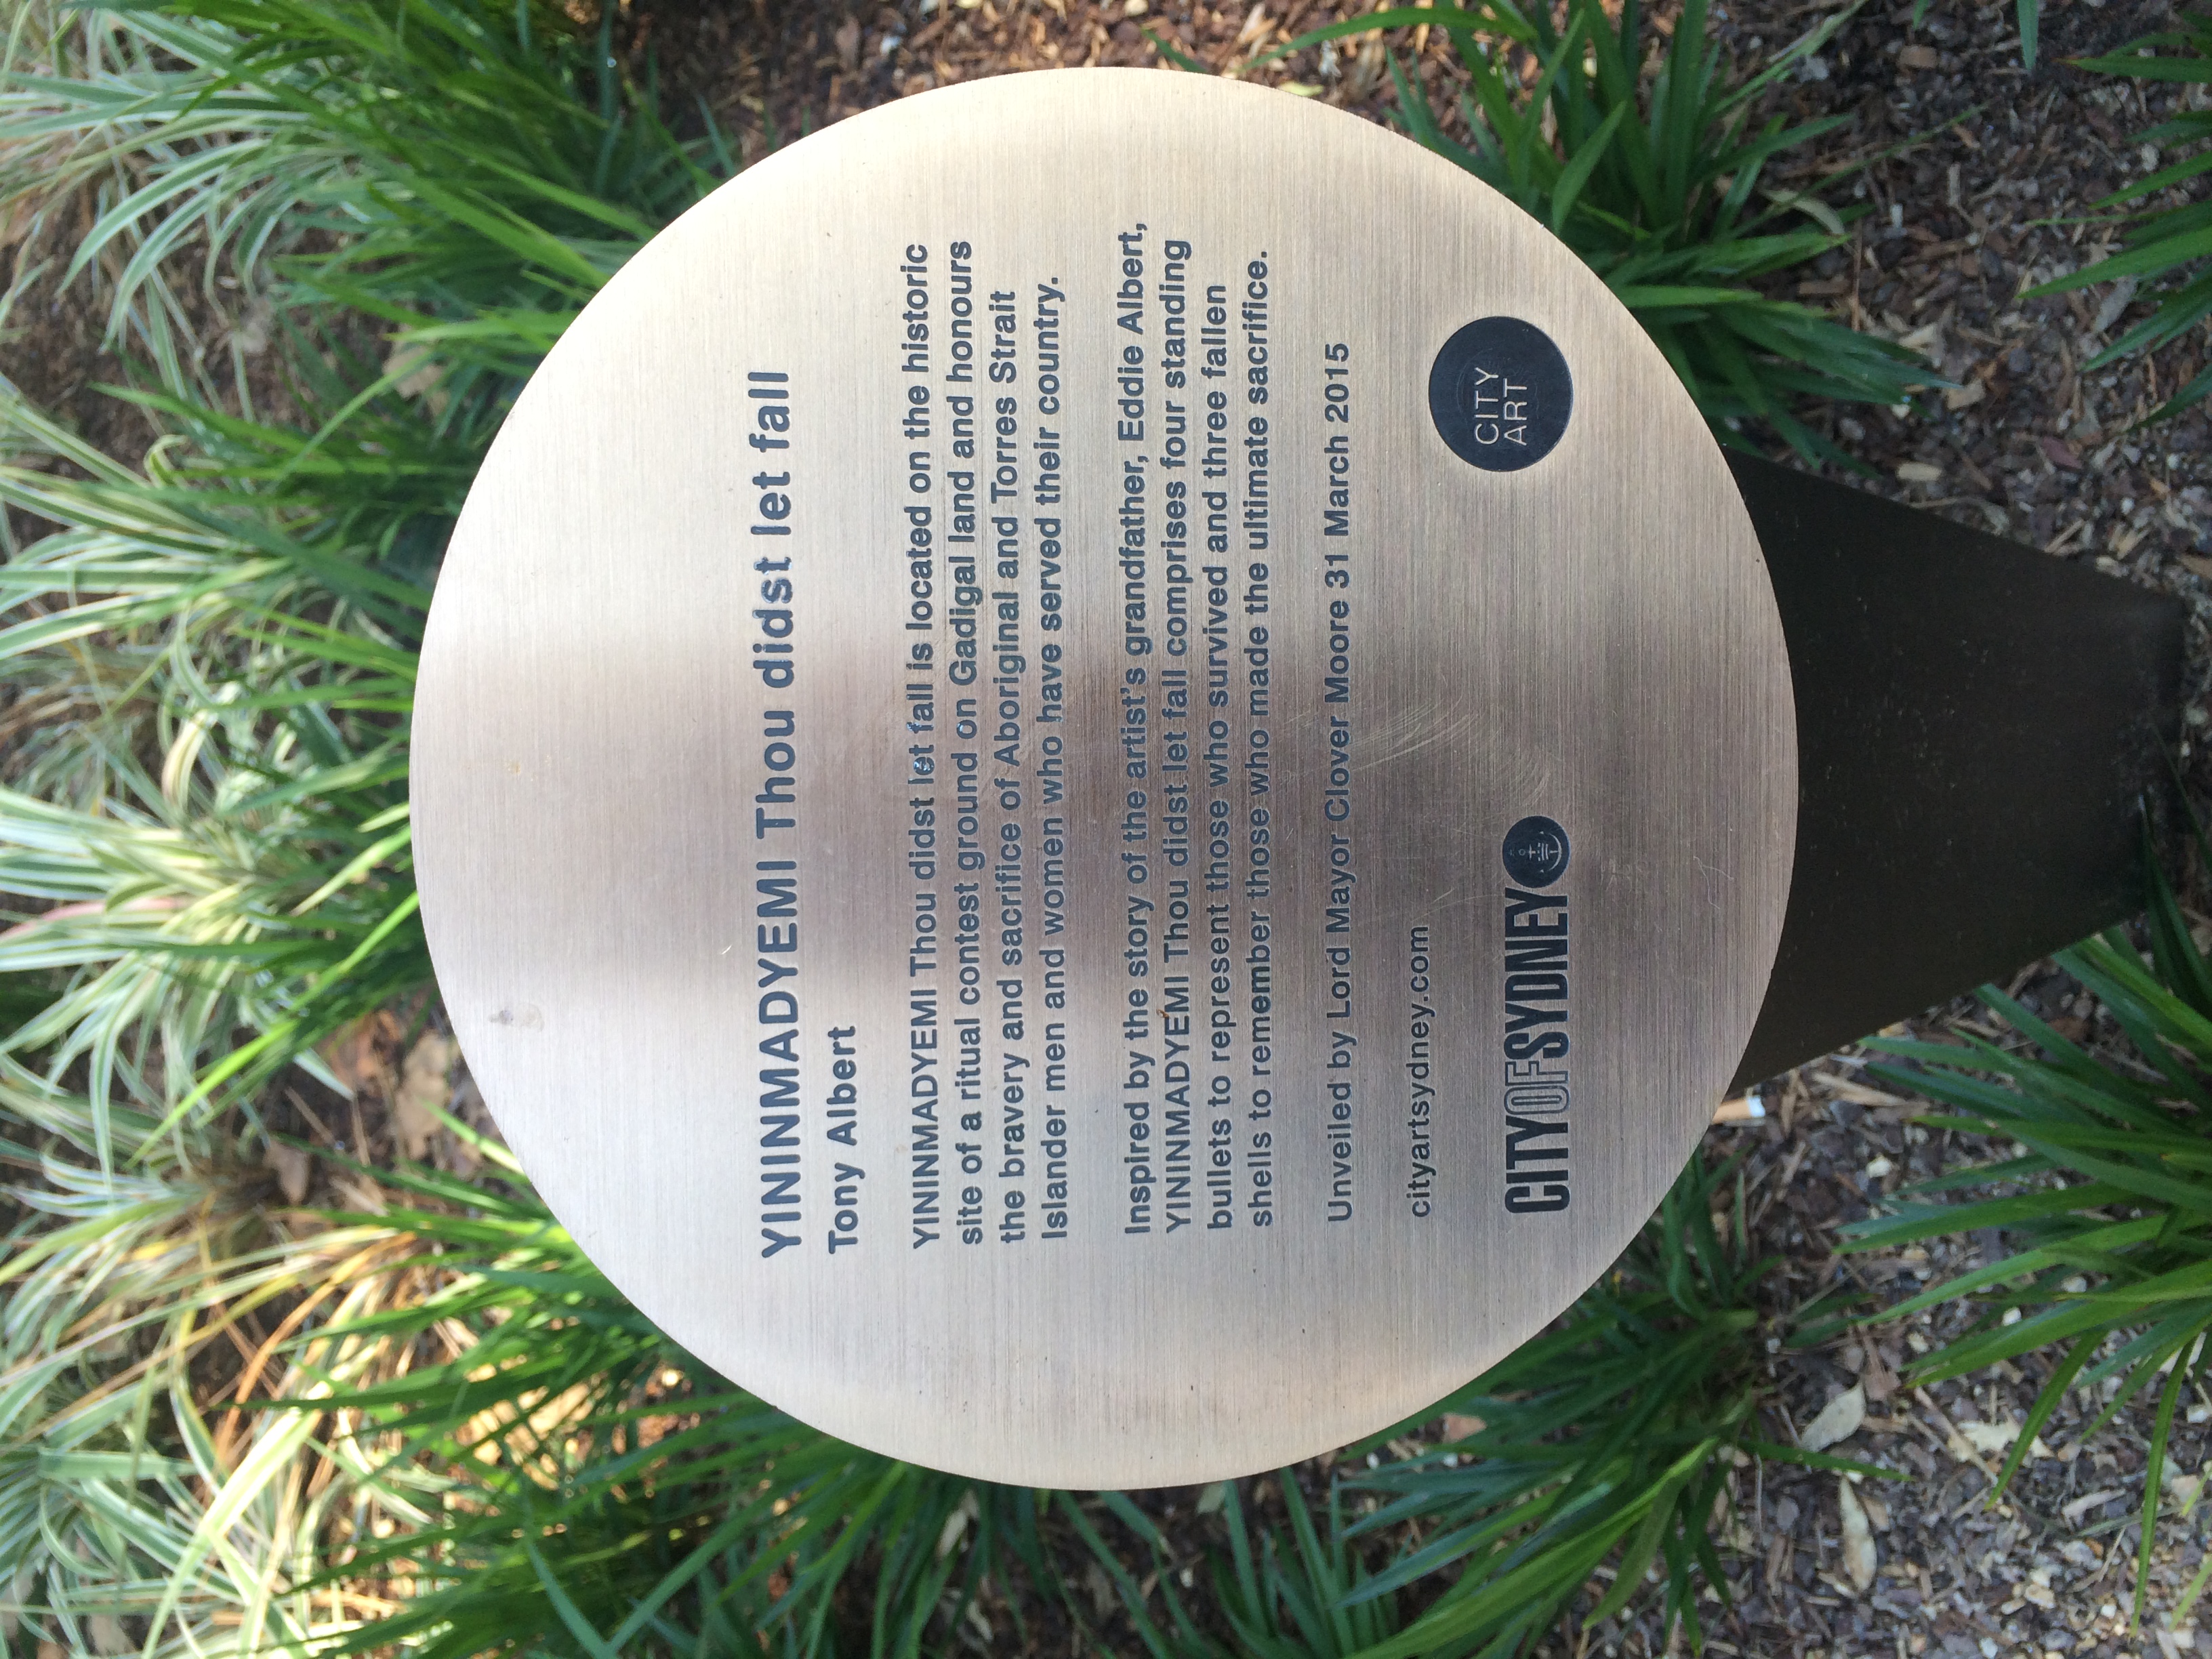 YININMADYEMI Thou didst let fall
Tony Albert
YININMADYEMI Thou didst let fall is located on the historic
site of a ritual contest ground on Gadigal land and honours
the bravery and sacrifice of Aboriginal and Torres Strait
Islander men and women who have served their country.
Inspired by the story of the artist's grandfather, Eddie Albert,
YININMADYEMI Thou didst let fall comprises four standing
bullets to represent those who survived and three fallen
shells to remember those who made the ultimate sacrifice.
Unveiled by Lord Mayor Clover Moore 31 March 2015
cityartsydney.com
CITYOFSYDNEY
CITY
ART